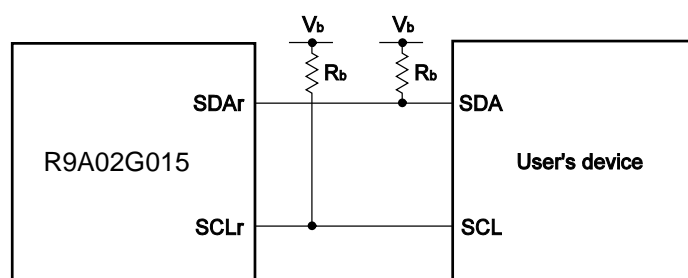 Vb Vb
Rb Rb
SDAr SDA
R9A02G015 User's device
SCLr SCL